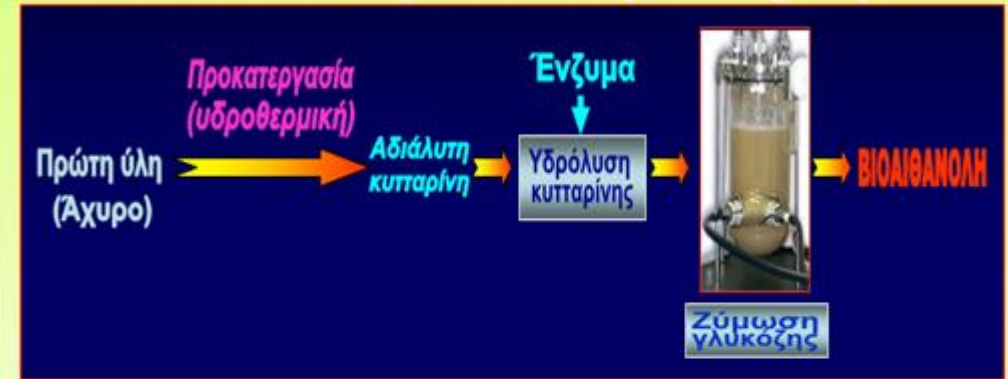 Πρώτη ύλη
(Άχυρο)
Προκατεργασία
(υδροθερμική)
Αδιάλυτη
κυτταρίνη
Ένζυμα
Υδρόλυση
κυτταρίνης
Ζύμωση
γλυκόζης
ΒΙΟΑΙΘΑΝΟΛΗ